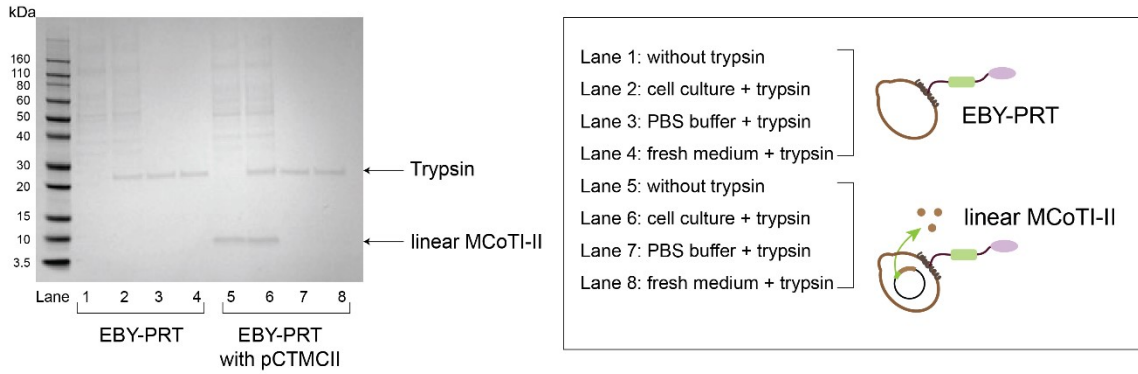 kDa
160
110
80
60
50
40
30
20
15
10
3.5
Trypsin
linear MCoTI-II
Lane 1 2 3 4 5 6 7 8
EBY-PRT
EBY-PRT
with pCTMCII
Lane 1: without trypsin
Lane 2: cell culture + trypsin
Lane 3: PBS buffer + trypsin
Lane 4: fresh medium + trypsin
Lane 5: without trypsin
Lane 6: cell culture + trypsin
Lane 7: PBS buffer + trypsin
Lane 8: fresh medium + trypsin
EBY-PRT
linear MCoTI-II